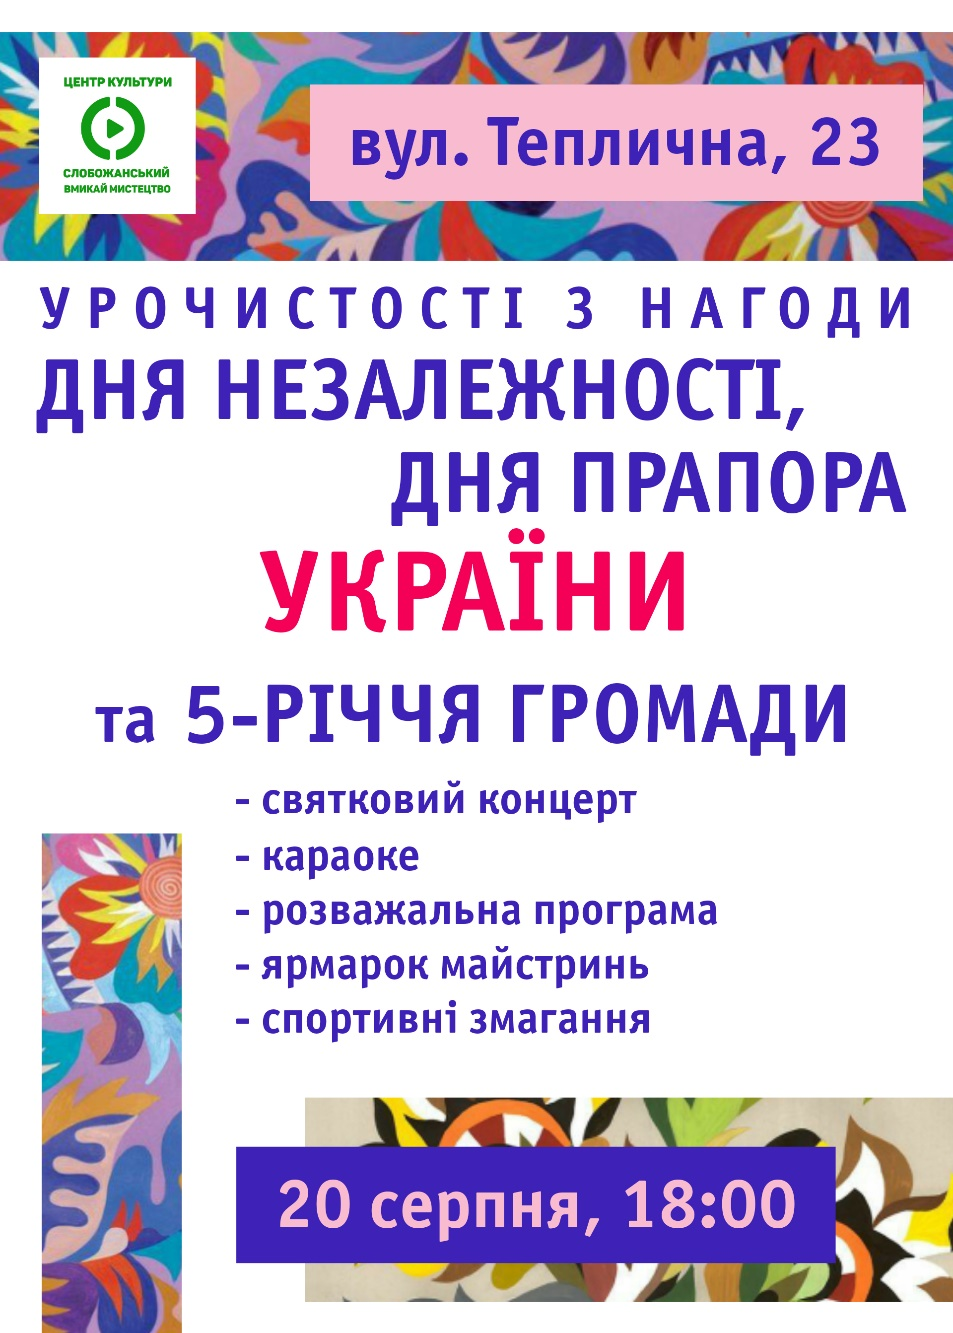 ЦЕНТР КУЛЬТУРИ
СЛОБОЖАНСЬКИЙ
ВМИКАЙ МИСТЕЦТВО
вул. Теплична, 23
УРОЧИСТОСТІ З НАГОДИ
ДНЯ НЕЗАЛЕЖНОСТІ,
ДНЯ ПРАПОРА
УКРАЇНИ
та 5-РІЧЧЯ ГРОМАДИ
- святковий концерт
- караоке
- розважальна програма
- ярмарок майстринь
- спортивні змагання
20 серпня, 18:00